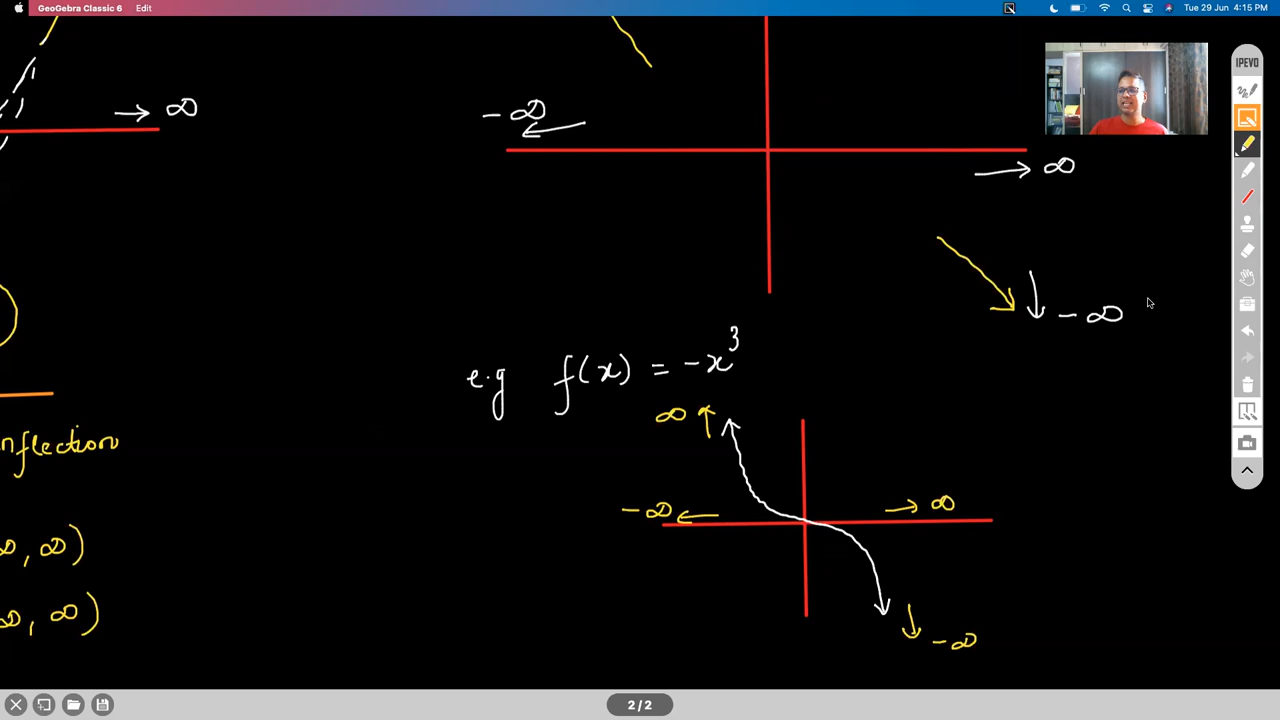 GeoGebra Classic 6 Edit Tue 29 Jun 4:15 PM
IPEVO
→ ∞
- ∞ ←
→ ∞
↓ - ∞
e.g f(x) = -x³
∞ ↑
- ∞ ← → ∞
↓ - ∞
nflection
∞, ∞)
∞, ∞)
2 / 2